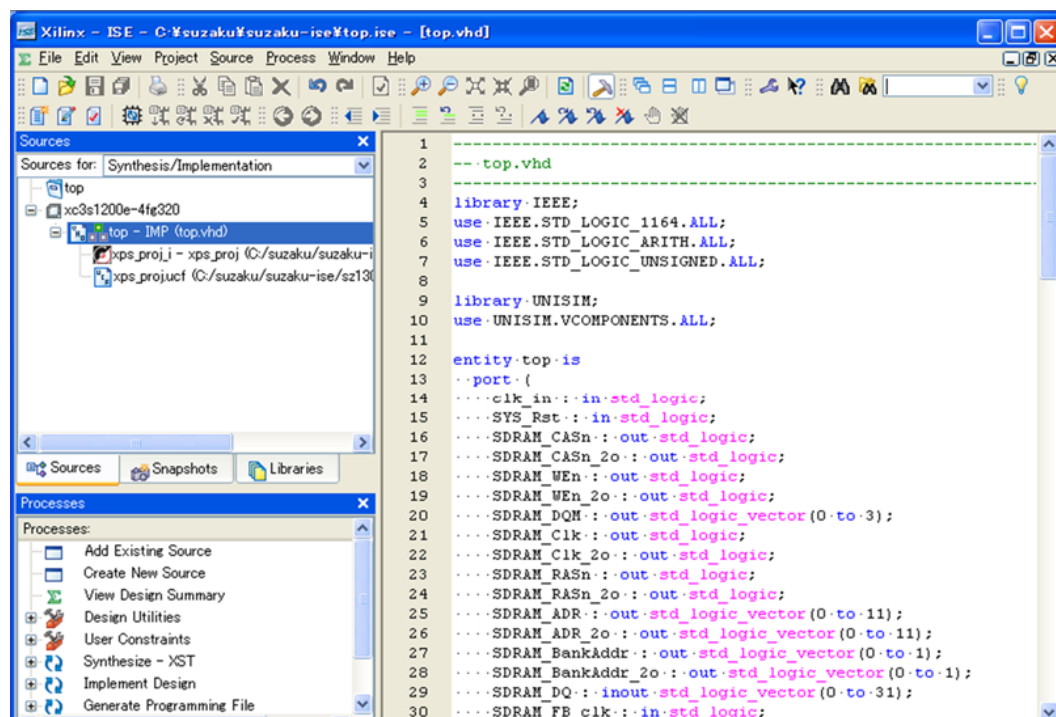 Xilinx - ISE - C:¥suzaku¥suzaku-ise¥top.ise - [top.vhd]
File Edit View Project Source Process Window Help
Sources
Sources for: Synthesis/Implementation
top
xc3s1200e-4fg320
top - IMP (top.vhd)
xps_proj_i - xps_proj (C:/suzaku/suzaku-i
xps_proj.ucf (C:/suzaku/suzaku-ise/sz130
Sources Snapshots Libraries
Processes
Processes:
Add Existing Source
Create New Source
View Design Summary
Design Utilities
User Constraints
Synthesize - XST
Implement Design
Generate Programming File
1 --------------------------------------------------------------
2 -- top.vhd
3 --------------------------------------------------------------
4 library IEEE;
5 use IEEE.STD_LOGIC_1164.ALL;
6 use IEEE.STD_LOGIC_ARITH.ALL;
7 use IEEE.STD_LOGIC_UNSIGNED.ALL;
8
9 library UNISIM;
10 use UNISIM.VCOMPONENTS.ALL;
11
12 entity top is
13 port (
14 clk_in : in std_logic;
15 SYS_Rst : in std_logic;
16 SDRAM_CASn : out std_logic;
17 SDRAM_CASn_2o : out std_logic;
18 SDRAM_WEn : out std_logic;
19 SDRAM_WEn_2o : out std_logic;
20 SDRAM_DQM : out std_logic_vector(0 to 3);
21 SDRAM_Clk : out std_logic;
22 SDRAM_Clk_2o : out std_logic;
23 SDRAM_RASn : out std_logic;
24 SDRAM_RASn_2o : out std_logic;
25 SDRAM_ADR : out std_logic_vector(0 to 11);
26 SDRAM_ADR_2o : out std_logic_vector(0 to 11);
27 SDRAM_BankAddr : out std_logic_vector(0 to 1);
28 SDRAM_BankAddr_2o : out std_logic_vector(0 to 1);
29 SDRAM_DQ : inout std_logic_vector(0 to 31);
30 SDRAM_FB_clk : in std_logic;